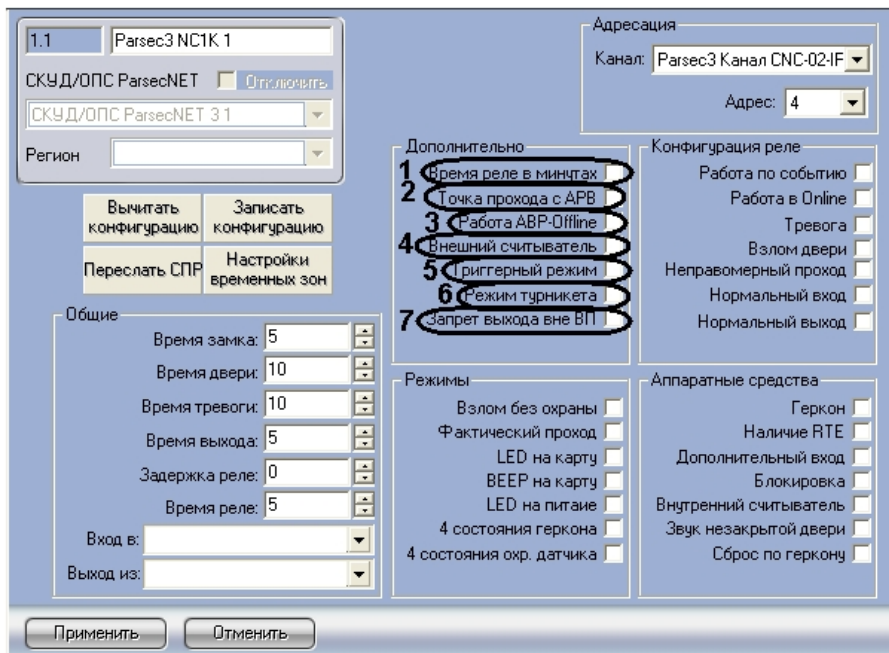 1.1 Parsec3 NC1K 1
СКУД/ОПС ParsecNET Отключить
СКУД/ОПС ParsecNET 3 1
Регион
Адресация
Канал: Parsec3 Канал CNC-02-IF
Адрес: 4
Вычитать конфигурацию
Записать конфигурацию
Переслать СПР
Настройки временных зон
Общие
Время замка: 5
Время двери: 10
Время тревоги: 10
Время выхода: 5
Задержка реле: 0
Время реле: 5
Вход в:
Выход из:
Дополнительно
1 Время реле в минутах
2 Точка прохода с APB
3 Работа АВР-Offline
4 Внешний считыватель
5 Триггерный режим
6 Режим турникета
7 Запрет выхода вне ВП
Конфигурация реле
Работа по событию
Работа в Online
Тревога
Взлом двери
Неправомерный проход
Нормальный вход
Нормальный выход
Режимы
Взлом без охраны
Фактический проход
LED на карту
BEEP на карту
LED на питаие
4 состояния геркона
4 состояния охр. датчика
Аппаратные средства
Геркон
Наличие RTE
Дополнительный вход
Блокировка
Внутренний считыватель
Звук незакрытой двери
Сброс по геркону
Применить
Отменить